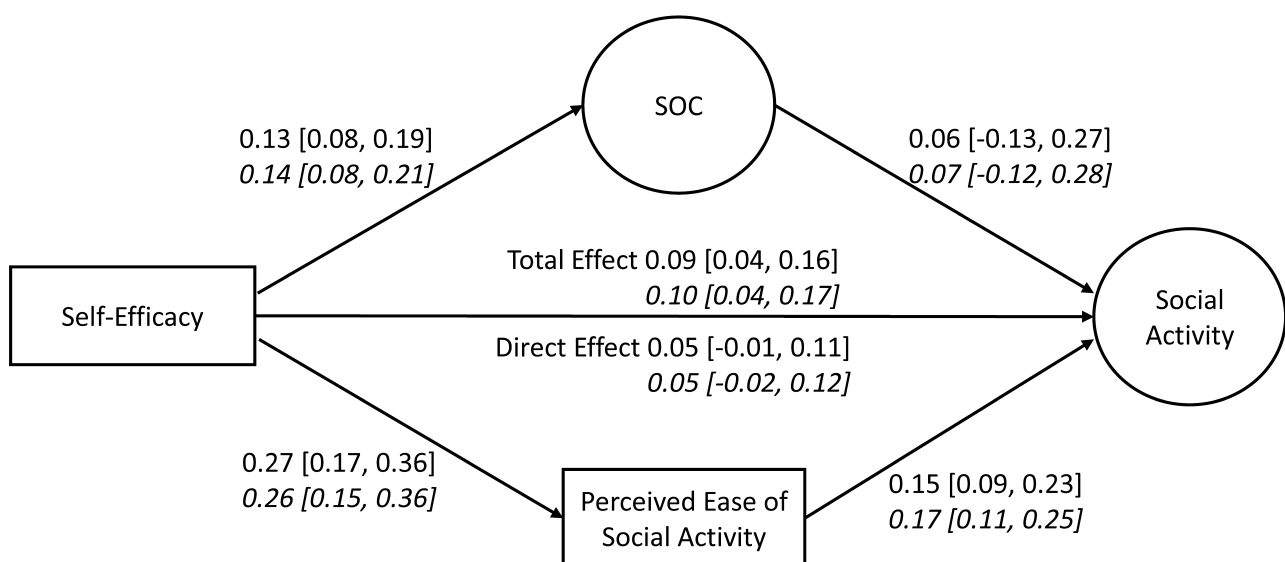 SOC
0.13 [0.08, 0.19]
0.14 [0.08, 0.21]
0.06 [-0.13, 0.27]
0.07 [-0.12, 0.28]
Total Effect 0.09 [0.04, 0.16]
0.10 [0.04, 0.17]
Self-Efficacy
Social
Activity
Direct Effect 0.05 [-0.01, 0.11]
0.05 [-0.02, 0.12]
0.27 [0.17, 0.36]
0.26 [0.15, 0.36]
Perceived Ease of
Social Activity
0.15 [0.09, 0.23]
0.17 [0.11, 0.25]